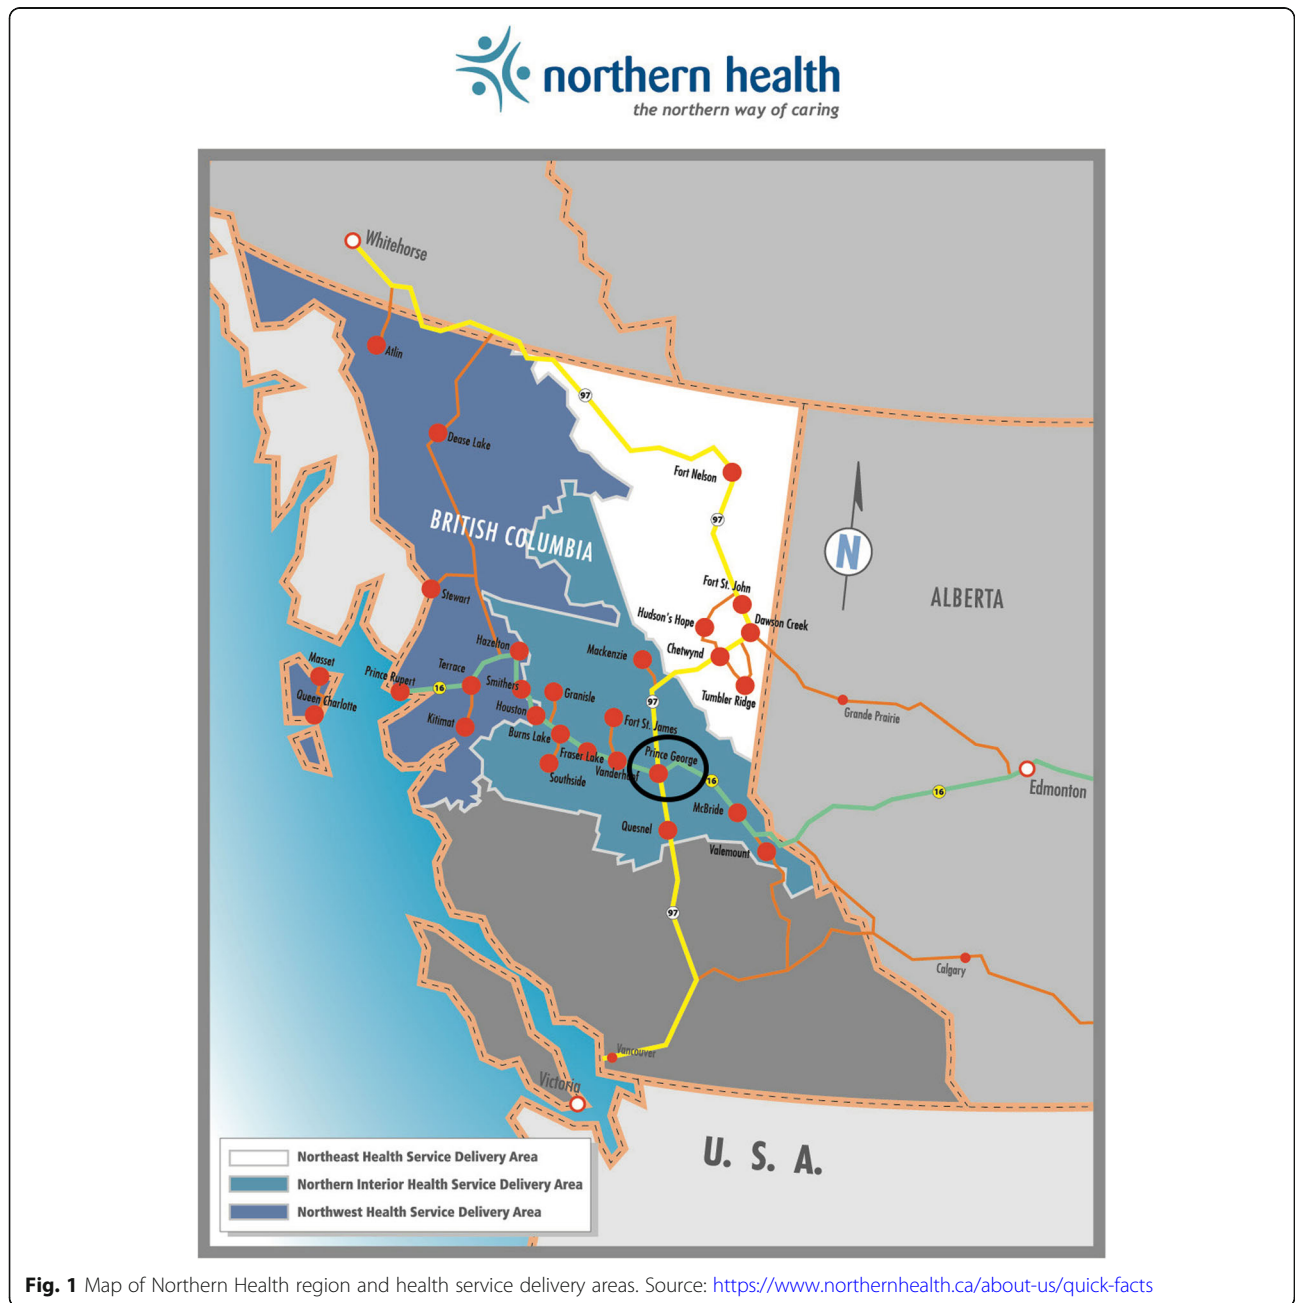 northern health
the northern way of caring
Whitehorse
Atlin
97
Dease Lake
Fort Nelson
BRITISH COLUMBIA
97
N
ALBERTA
Fort St. John
Stewart
Hudson's Hope
Dawson Creek
Hazelton
Mackenzie
Chetwynd
Masset
Terrace
Prince Rupert
16
Smithers
Granisle
97
Tumbler Ridge
Queen Charlotte
Houston
Grande Prairie
Kitimat
Fort St. James
Burns Lake
Fraser Lake
Prince George
Vanderhoof
Southside
16
16
Edmonton
McBride
Quesnel
Valemount
97
Calgary
Vancouver
Victoria
U. S. A.
Northeast Health Service Delivery Area
Northern Interior Health Service Delivery Area
Northwest Health Service Delivery Area
Fig. 1 Map of Northern Health region and health service delivery areas. Source: https://www.northernhealth.ca/about-us/quick-facts